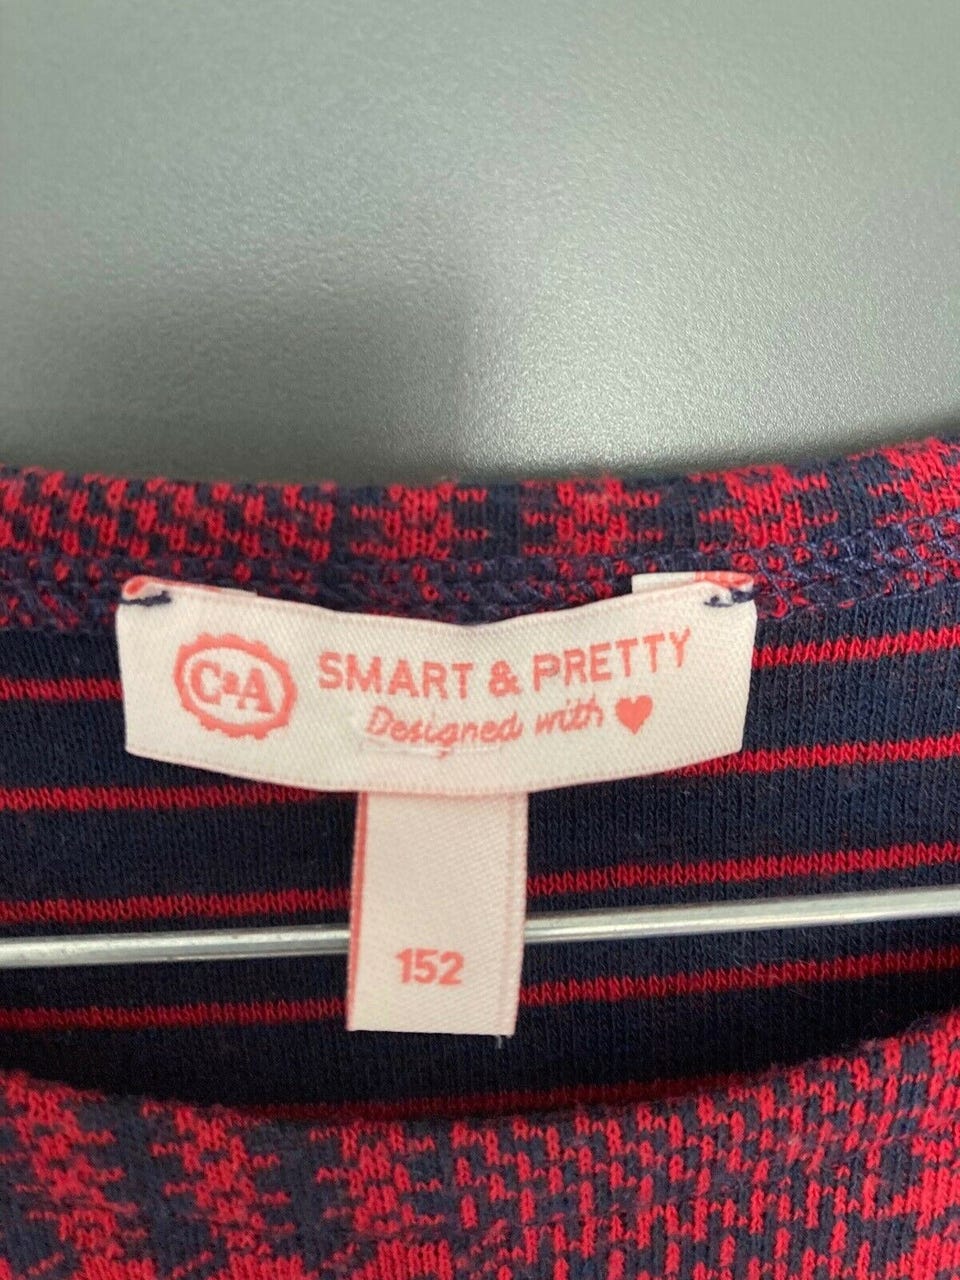 C&A
SMART & PRETTY
Designed with ♥
152